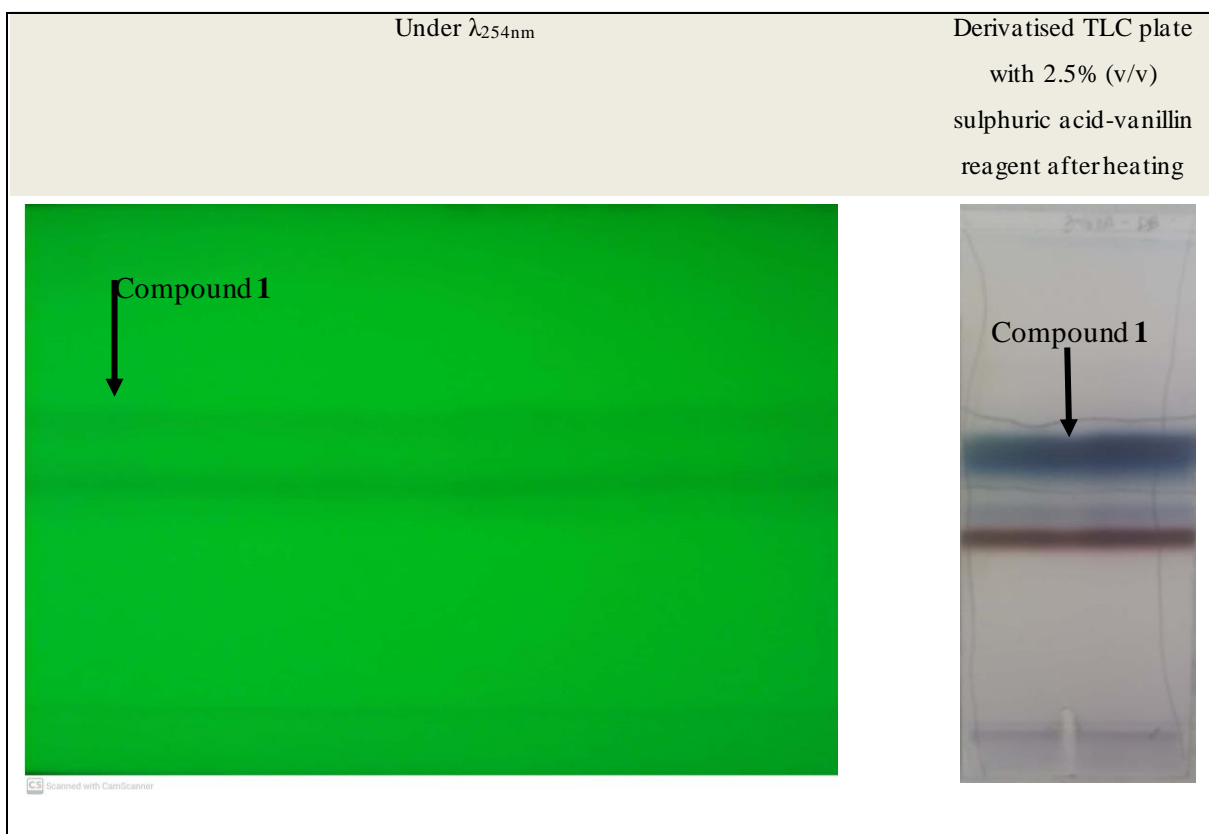 Under λ254nm
Derivatised TLC plate
with 2.5% (v/v)
sulphuric acid-vanillin
reagent after heating
Compound 1
Compound 1
CS Scanned with CamScanner